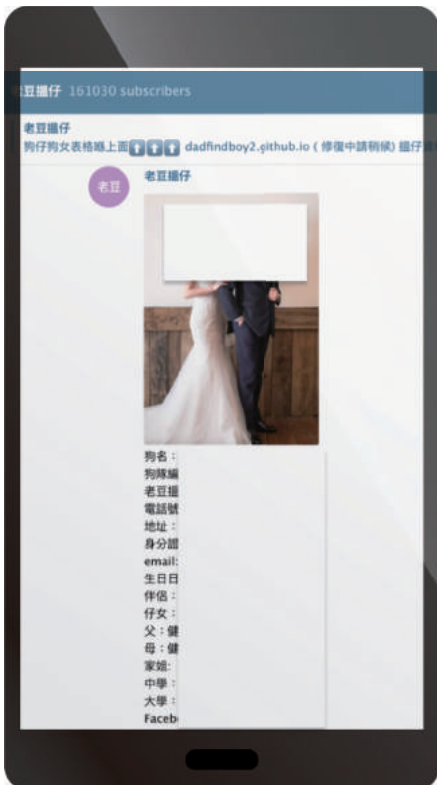 老豆搵仔 161030 subscribers
老豆搵仔
狗仔狗女表格喺上面⬆⬆⬆ dadfindboy2.github.io ( 修復中請稍候) 搵仔
老豆
老豆搵仔
狗名：
狗隊編
老豆搵
電話號
地址：
身分證
email:
生日日
伴侶：
仔女：
父：健
母：健
家姐:
中學：
大學：
Faceb